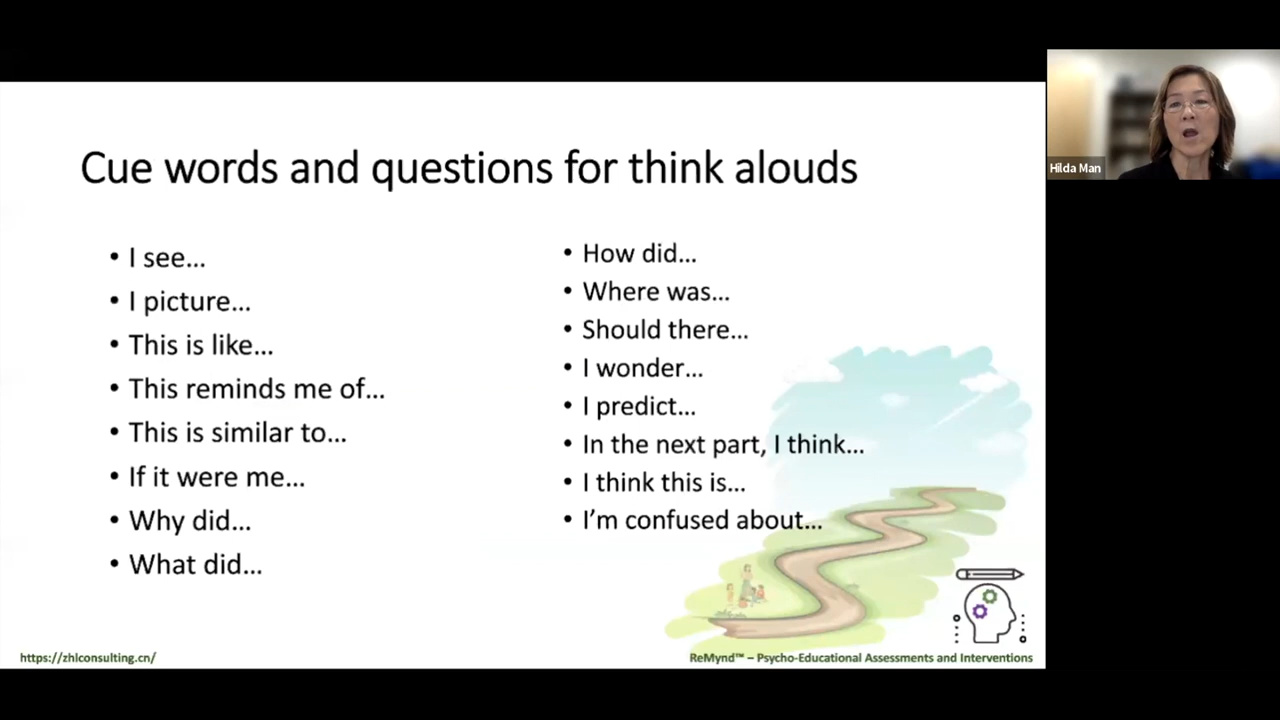 Cue words and questions for think alouds
• I see...
• I picture...
• This is like...
• This reminds me of...
• This is similar to...
• If it were me...
• Why did...
• What did...
• How did...
• Where was...
• Should there...
• I wonder...
• I predict...
• In the next part, I think...
• I think this is...
• I’m confused about...
https://zhlconsulting.cn/
ReMynd™ – Psycho-Educational Assessments and Interventions
Hilda Man